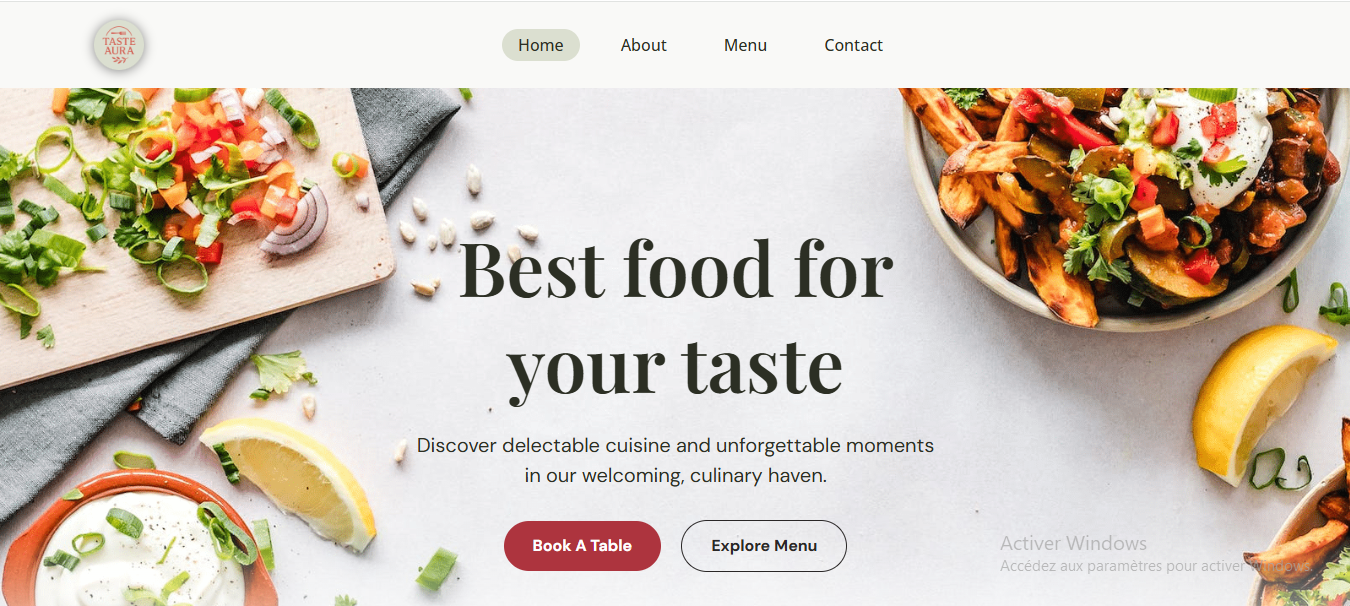 TASTE
AURA
Home
About
Menu
Contact
Best food for
your taste
Discover delectable cuisine and unforgettable moments
in our welcoming, culinary haven.
Book A Table
Explore Menu
Activer Windows
Accédez aux paramètres pour activer Windows.